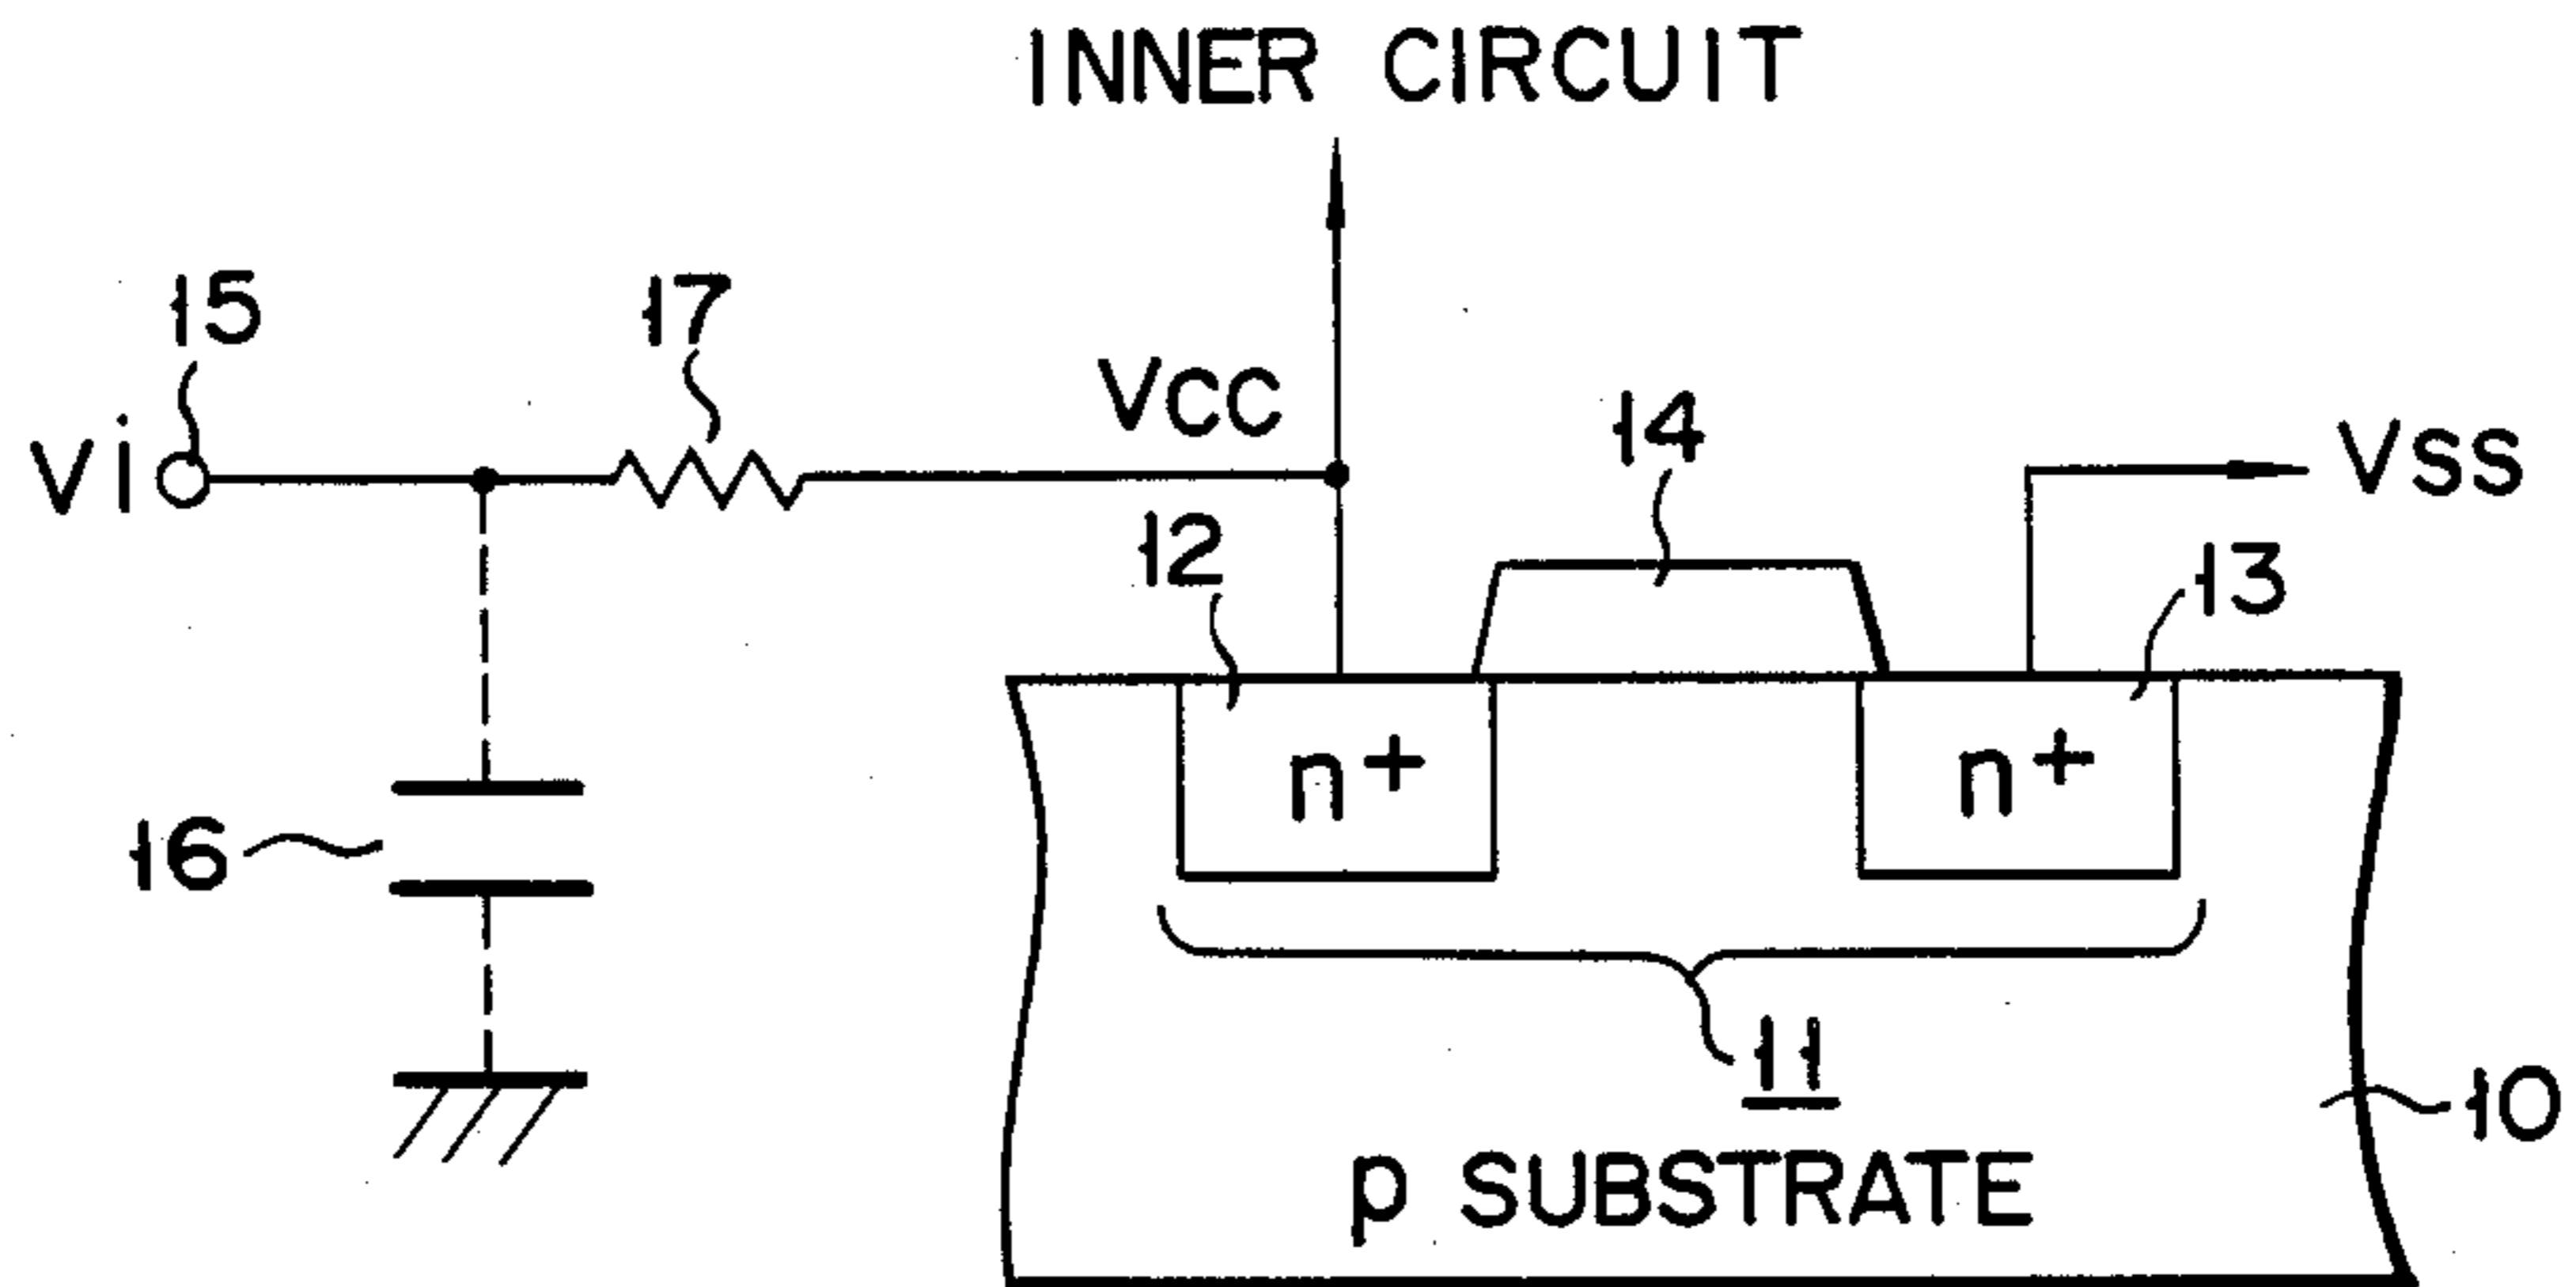 INNER CIRCUIT
15
17
Vcc
14
Vi
Vss
12
13
n+
n+
16
11
10
p SUBSTRATE